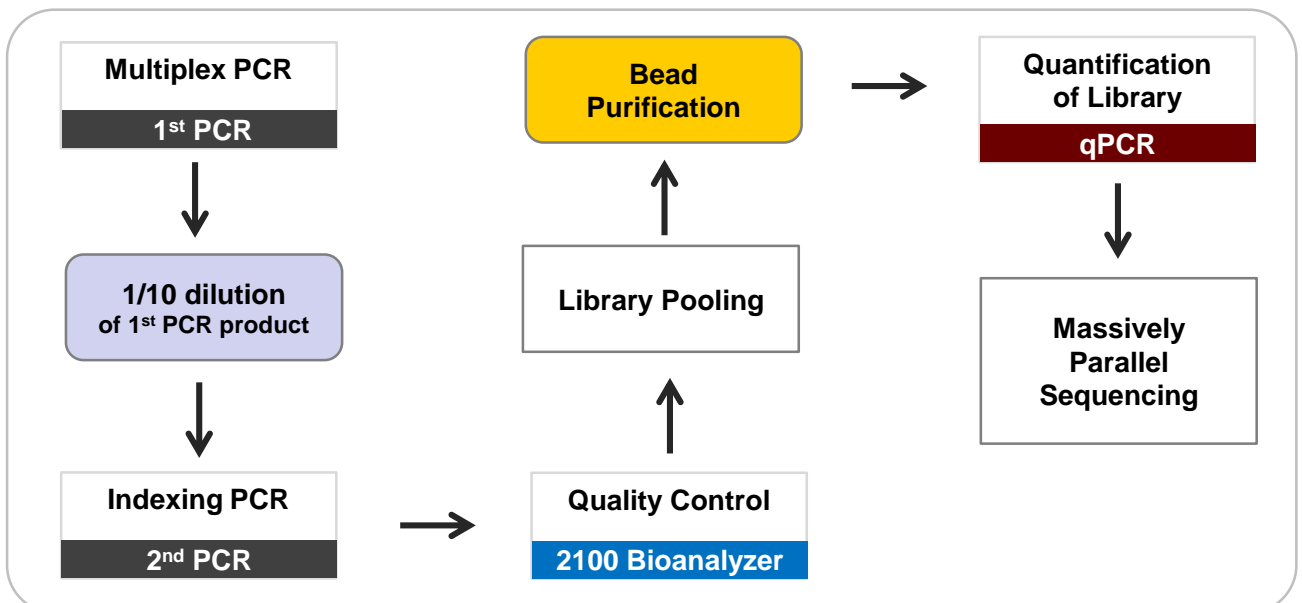 Multiplex PCR
1st PCR
1/10 dilution
of 1st PCR product
Indexing PCR
2nd PCR
Quality Control
2100 Bioanalyzer
Library Pooling
Bead
Purification
Quantification
of Library
qPCR
Massively
Parallel
Sequencing